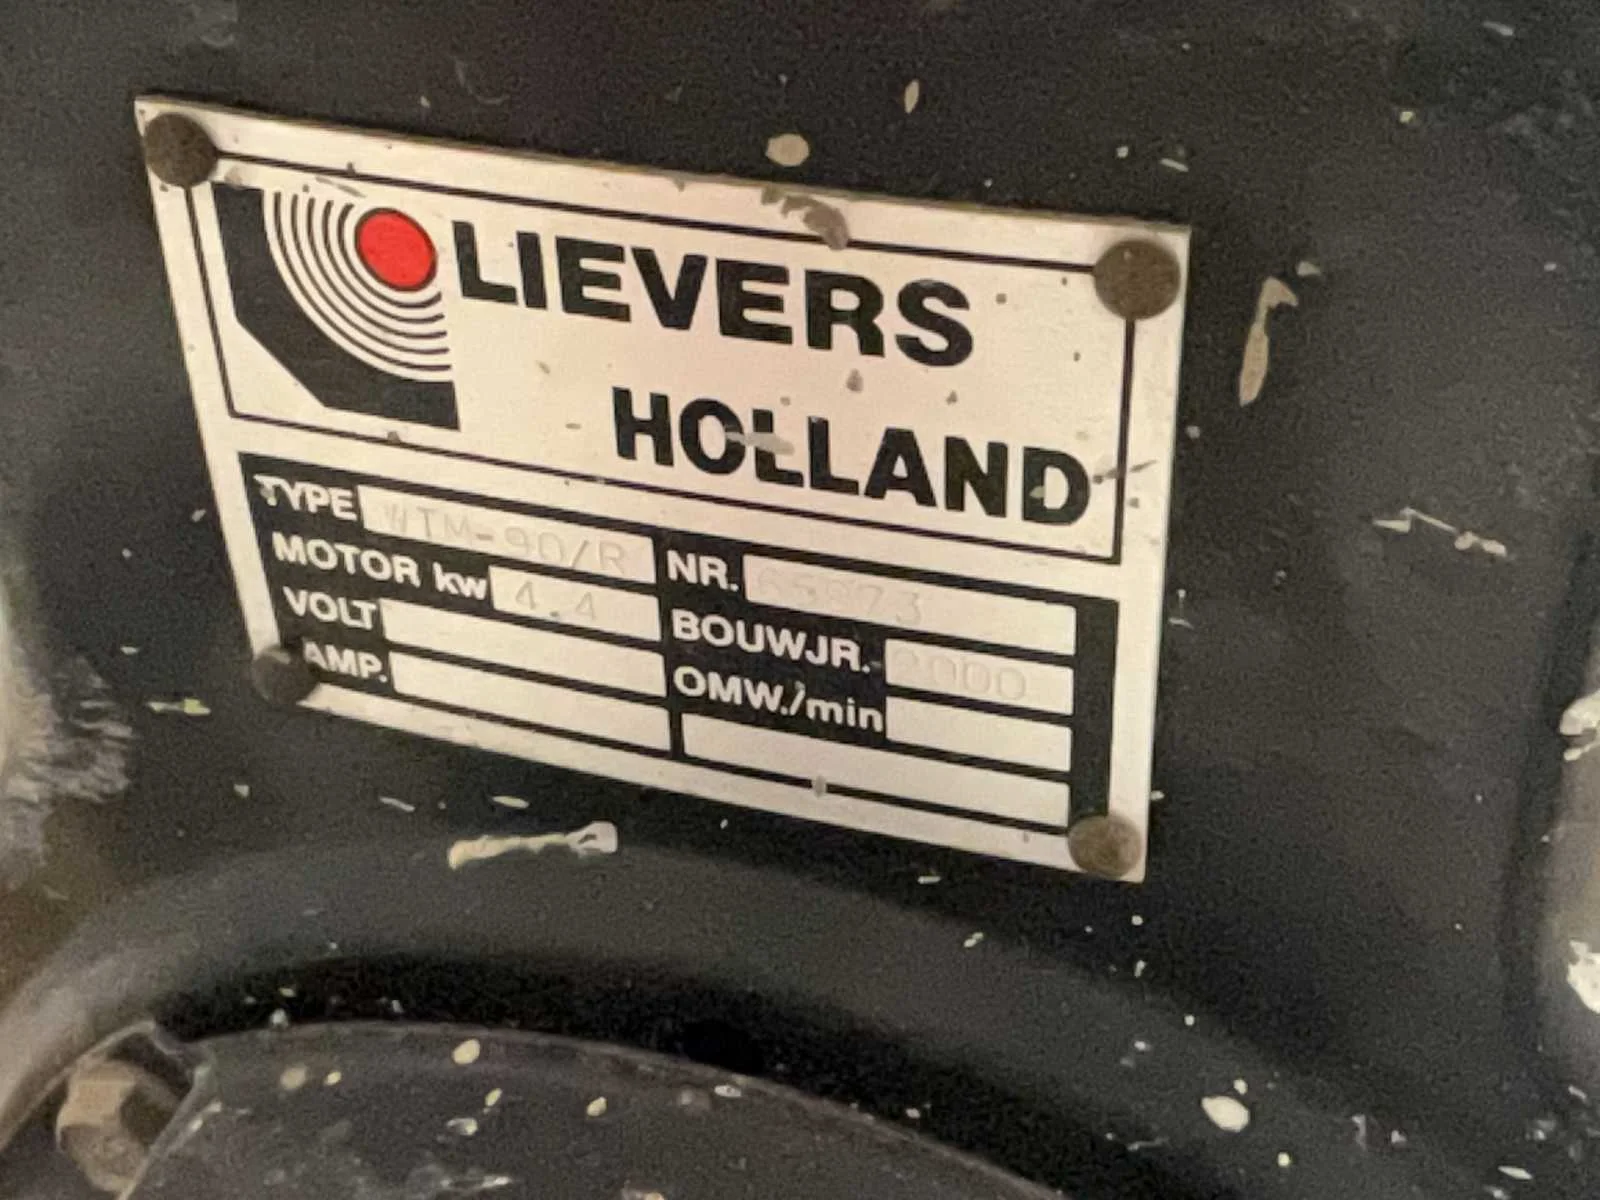 LIEVERS
HOLLAND
TYPE WTM-90/R NR.
MOTOR kw 4.4 BOUWJR. 2000
VOLT OMW./min
AMP.